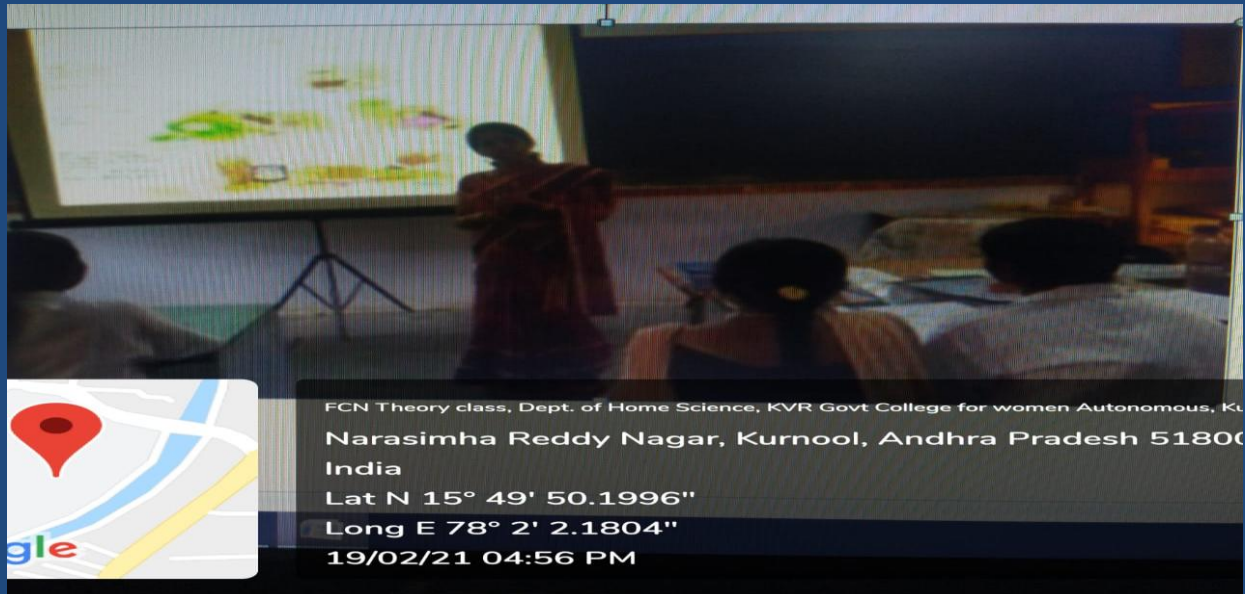 FCN Theory class, Dept. of Home Science, KVR Govt College for women Autonomous,
Narasimha Reddy Nagar, Kurnool, Andhra Pradesh 51800
India
Lat N 15° 49' 50.1996"
Long E 78° 2' 2.1804"
19/02/21 04:56 PM
gle